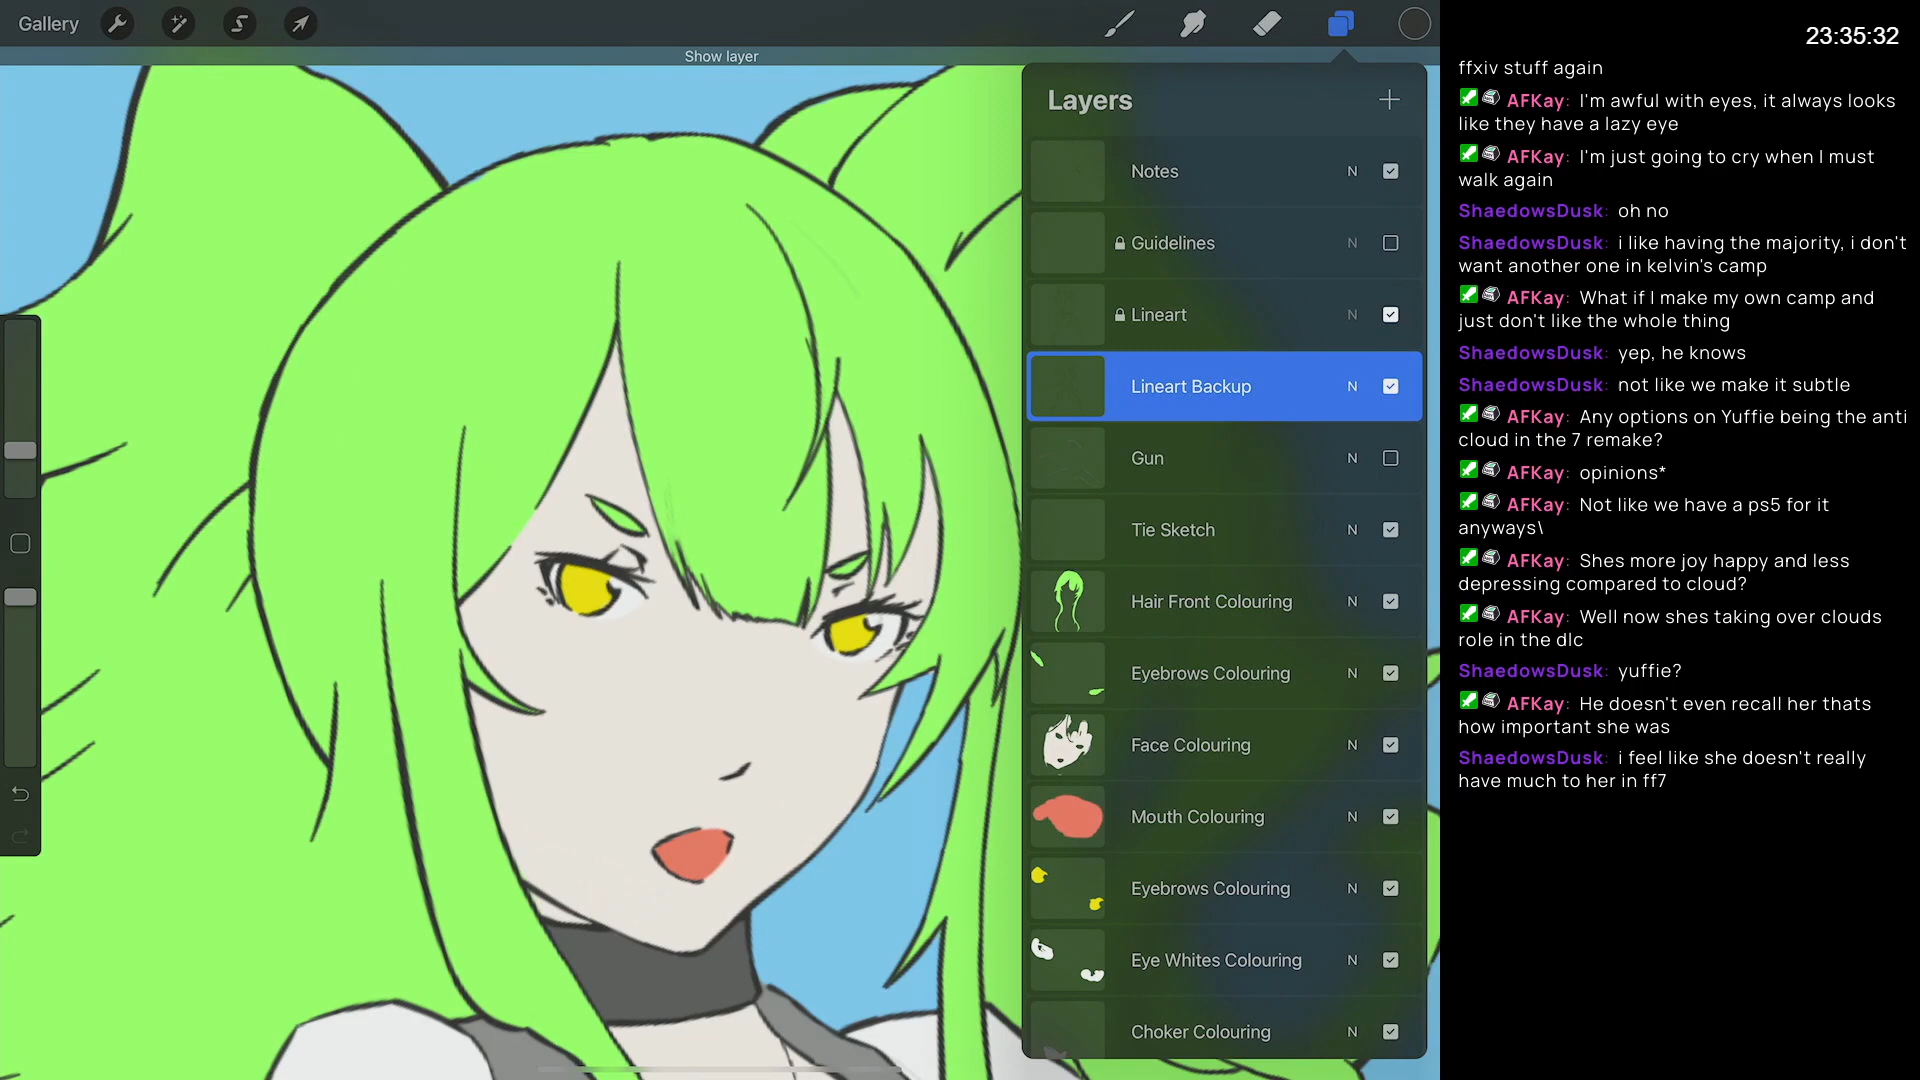 Gallery
Show layer
Layers
Notes N
Guidelines N
Lineart N
Lineart Backup N
Gun N
Tie Sketch N
Hair Front Colouring N
Eyebrows Colouring N
Face Colouring N
Mouth Colouring N
Eyebrows Colouring N
Eye Whites Colouring N
Choker Colouring N
23:35:32
ffxiv stuff again
AFKay: I'm awful with eyes, it always looks
like they have a lazy eye
AFKay: I'm just going to cry when I must
walk again
ShaedowsDusk: oh no
ShaedowsDusk: i like having the majority, i don't
want another one in kelvin's camp
AFKay: What if I make my own camp and
just don't like the whole thing
ShaedowsDusk: yep, he knows
ShaedowsDusk: not like we make it subtle
AFKay: Any options on Yuffie being the anti
cloud in the 7 remake?
AFKay: opinions*
AFKay: Not like we have a ps5 for it
anyways\
AFKay: Shes more joy happy and less
depressing compared to cloud?
AFKay: Well now shes taking over clouds
role in the dlc
ShaedowsDusk: yuffie?
AFKay: He doesn't even recall her thats
how important she was
ShaedowsDusk: i feel like she doesn't really
have much to her in ff7